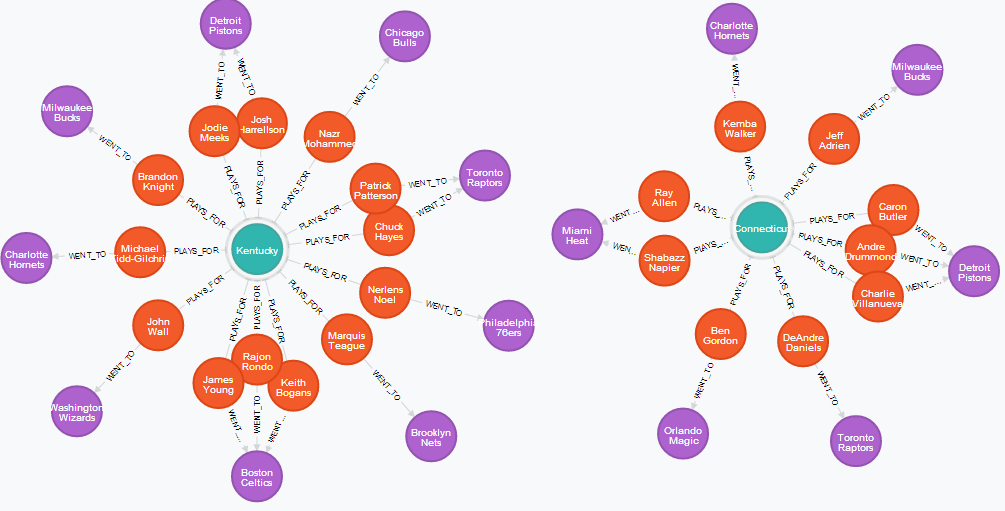 Detroit
Pistons
Chicago
Bulls
WENT_TO
WENT_TO
WENT_TO
Milwaukee
Bucks
WENT_TO
Jodie
Meeks
Josh
Harrellson
Nazr
Mohammed
Brandon
Knight
PLAYS_FOR
PLAYS_FOR
PLAYS_FOR
PLAYS_FOR
Patrick
Patterson
WENT_TO
Toronto
Raptors
PLAYS_FOR
WENT_TO
Chuck
Hayes
PLAYS_FOR
Kentucky
Charlotte
Hornets
WENT_TO
Michael
Kidd-Gilchrist
PLAYS_FOR
PLAYS_FOR
Nerlens
Noel
WENT_TO
Philadelphia
76ers
PLAYS_FOR
John
Wall
WENT_TO
Washington
Wizards
PLAYS_FOR
Marquis
Teague
WENT_TO
Brooklyn
Nets
PLAYS_FOR
PLAYS_FOR
PLAYS_FOR
James
Young
Rajon
Rondo
Keith
Bogans
WENT_...
WENT_TO
WENT_...
Boston
Celtics
Charlotte
Hornets
WENT_...
Kemba
Walker
PLAYS_...
Milwaukee
Bucks
WENT_TO
Jeff
Adrien
PLAYS_FOR
Ray
Allen
PLAYS_...
WENT_...
Miami
Heat
WEN_...
Shabazz
Napier
PLAYS_...
Connecticut
PLAYS_FOR
Caron
Butler
WENT_TO
PLAYS_FOR
Andre
Drummond
WENT_TO
PLAYS_FOR
Charlie
Villanueva
WENT_...
Detroit
Pistons
PLAYS_FOR
Ben
Gordon
WENT_TO
Orlando
Magic
PLAYS_FOR
DeAndre
Daniels
WENT_TO
Toronto
Raptors